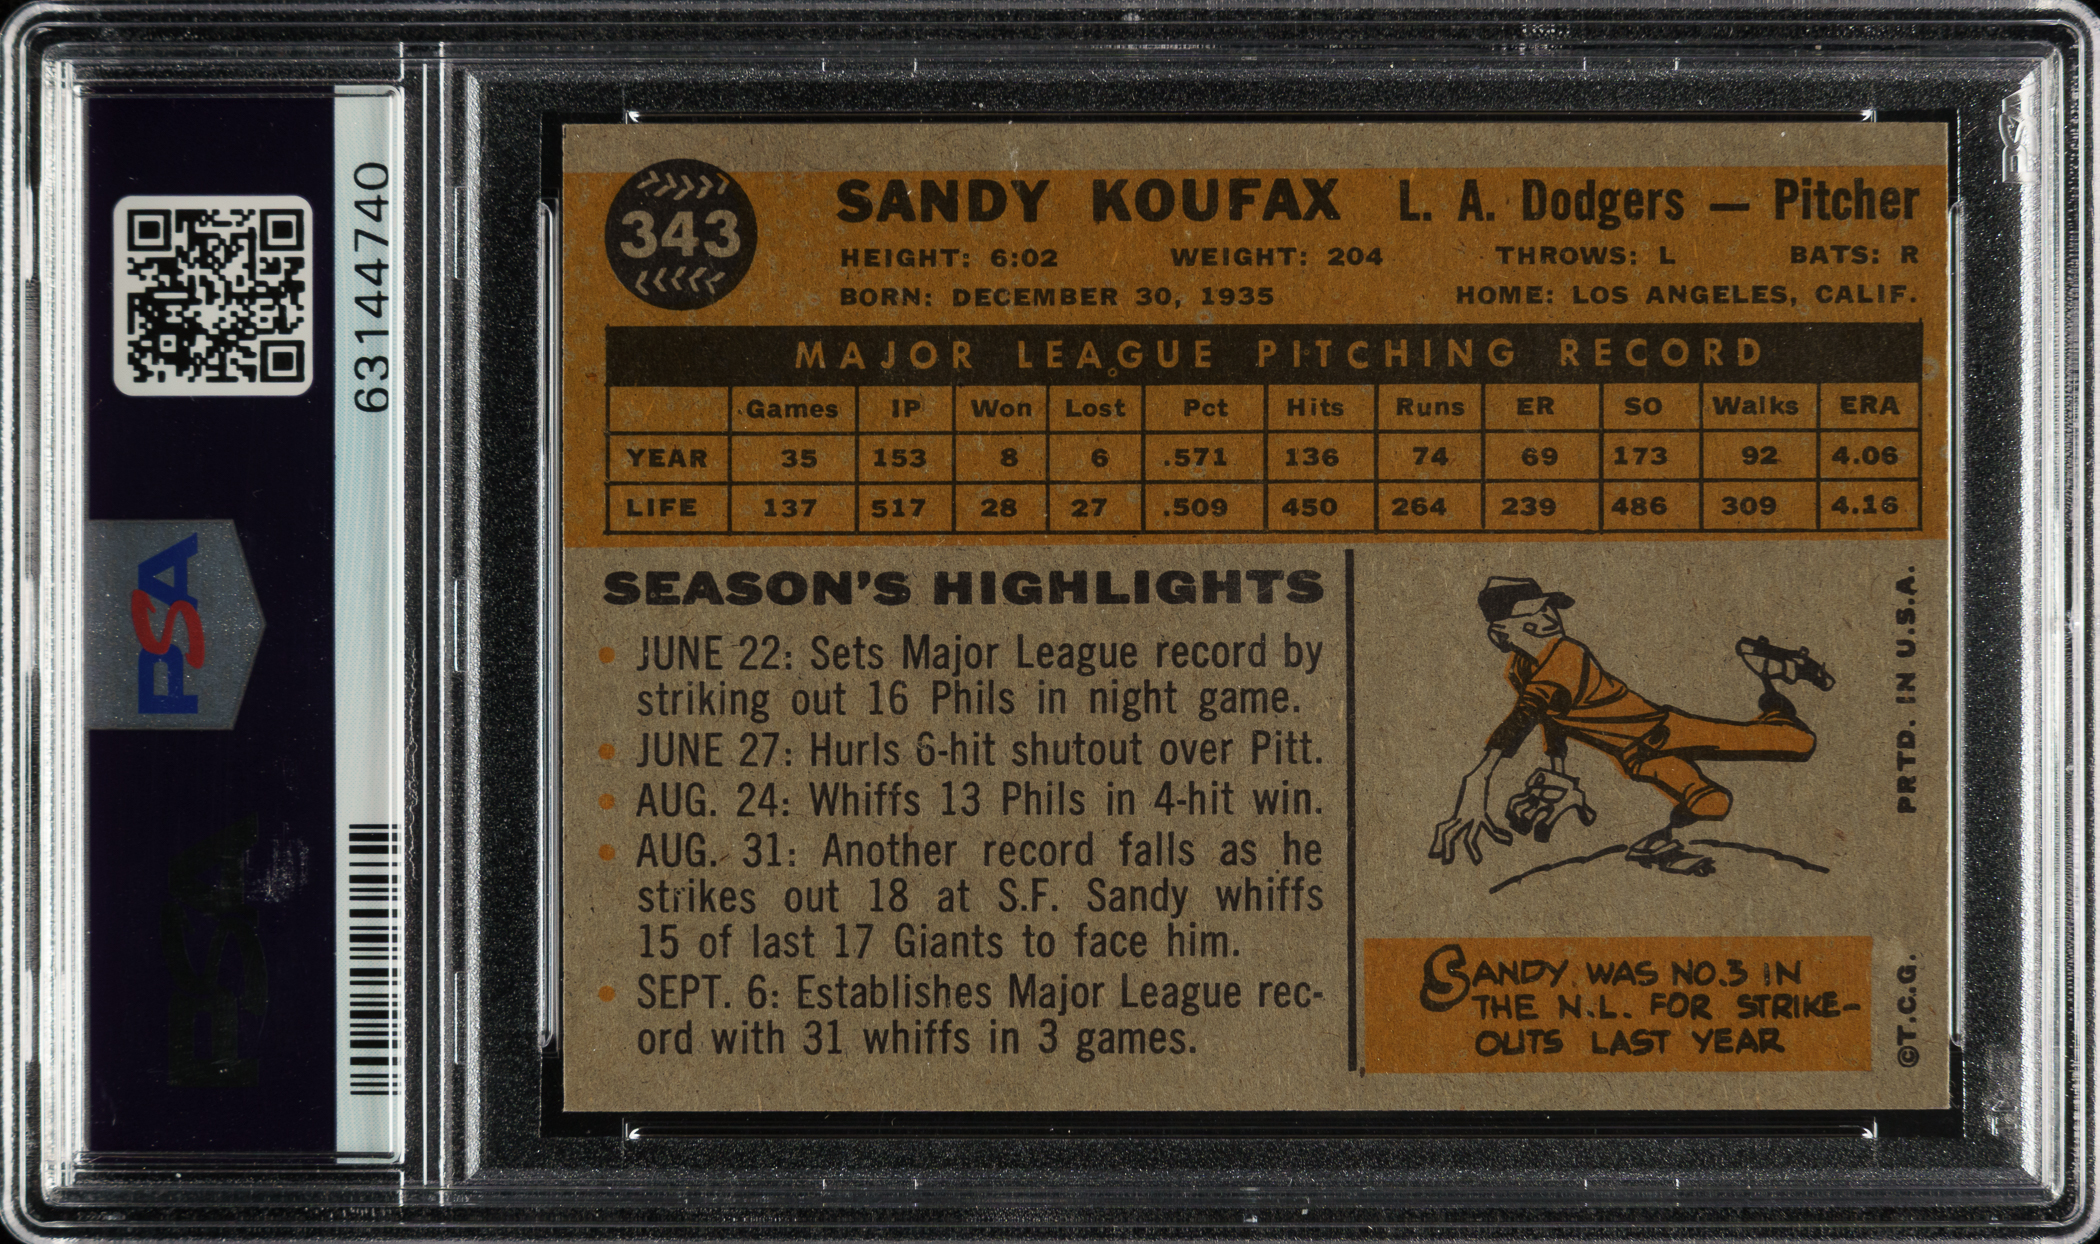 343
SANDY KOUFAX L. A. Dodgers — Pitcher
HEIGHT: 6:02 WEIGHT: 204 THROWS: L BATS: R
BORN: DECEMBER 30, 1935 HOME: LOS ANGELES, CALIF.
MAJOR LEAGUE PITCHING RECORD
Games IP Won Lost Pct Hits Runs ER SO Walks ERA
YEAR 35 153 8 6 .571 136 74 69 173 92 4.06
LIFE 137 517 28 27 .509 450 264 239 486 309 4.16
SEASON'S HIGHLIGHTS
• JUNE 22: Sets Major League record by
striking out 16 Phils in night game.
• JUNE 27: Hurls 6-hit shutout over Pitt.
• AUG. 24: Whiffs 13 Phils in 4-hit win.
• AUG. 31: Another record falls as he
strikes out 18 at S.F. Sandy whiffs
15 of last 17 Giants to face him.
• SEPT. 6: Establishes Major League rec-
ord with 31 whiffs in 3 games.
SANDY WAS NO.3 IN
THE N.L. FOR STRIKE-
OUTS LAST YEAR
©T.C.G. PRTD. IN U.S.A.
63144740
PSA
PSA
PSA